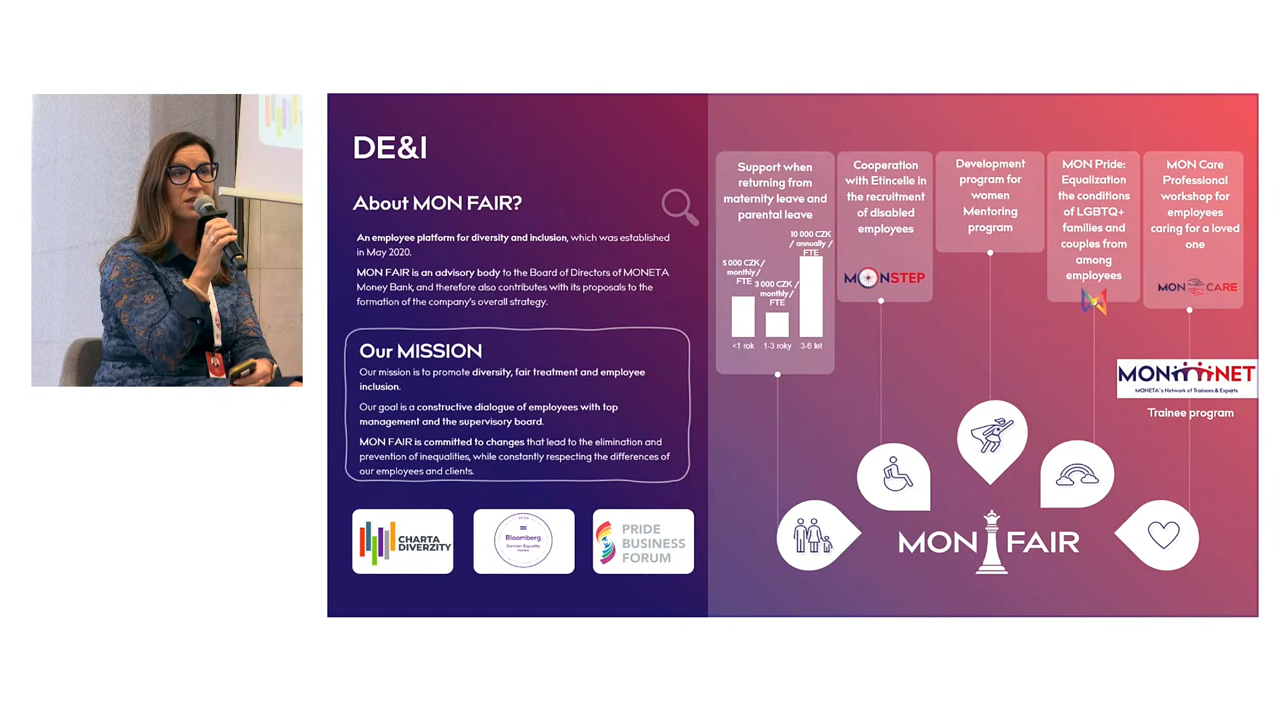 DE&I
About MON FAIR?
An employee platform for diversity and inclusion, which was established
in May 2020.
MON FAIR is an advisory body to the Board of Directors of MONETA
Money Bank, and therefore also contributes with its proposals to the
formation of the company's overall strategy.
Our MISSION
Our mission is to promote diversity, fair treatment and employee
inclusion.
Our goal is a constructive dialogue of employees with top
management and the supervisory board.
MON FAIR is committed to changes that lead to the elimination and
prevention of inequalities, while constantly respecting the differences of
our employees and clients.
CHARTA
DIVERZITY
Bloomberg
Gender-Equality
PRIDE
BUSINESS
FORUM
Support when
returning from
maternity leave and
parental leave
5 000 CZK /
monthly /
FTE
3 000 CZK /
monthly /
FTE
10 000 CZK
/ annually /
FTE
<1 rok
1-3 roky
3-6 let
Cooperation
with Etincelle in
the recruitment
of disabled
employees
MONSTEP
Development
program for
women
Mentoring
program
MON Pride:
Equalization
the conditions
of LGBTQ+
families and
couples from
among
employees
MON Care
Professional
workshop for
employees
caring for a loved
one
MON CARE
MONNET
MONETA's Network of Trainees & Experts
Trainee program
MON FAIR